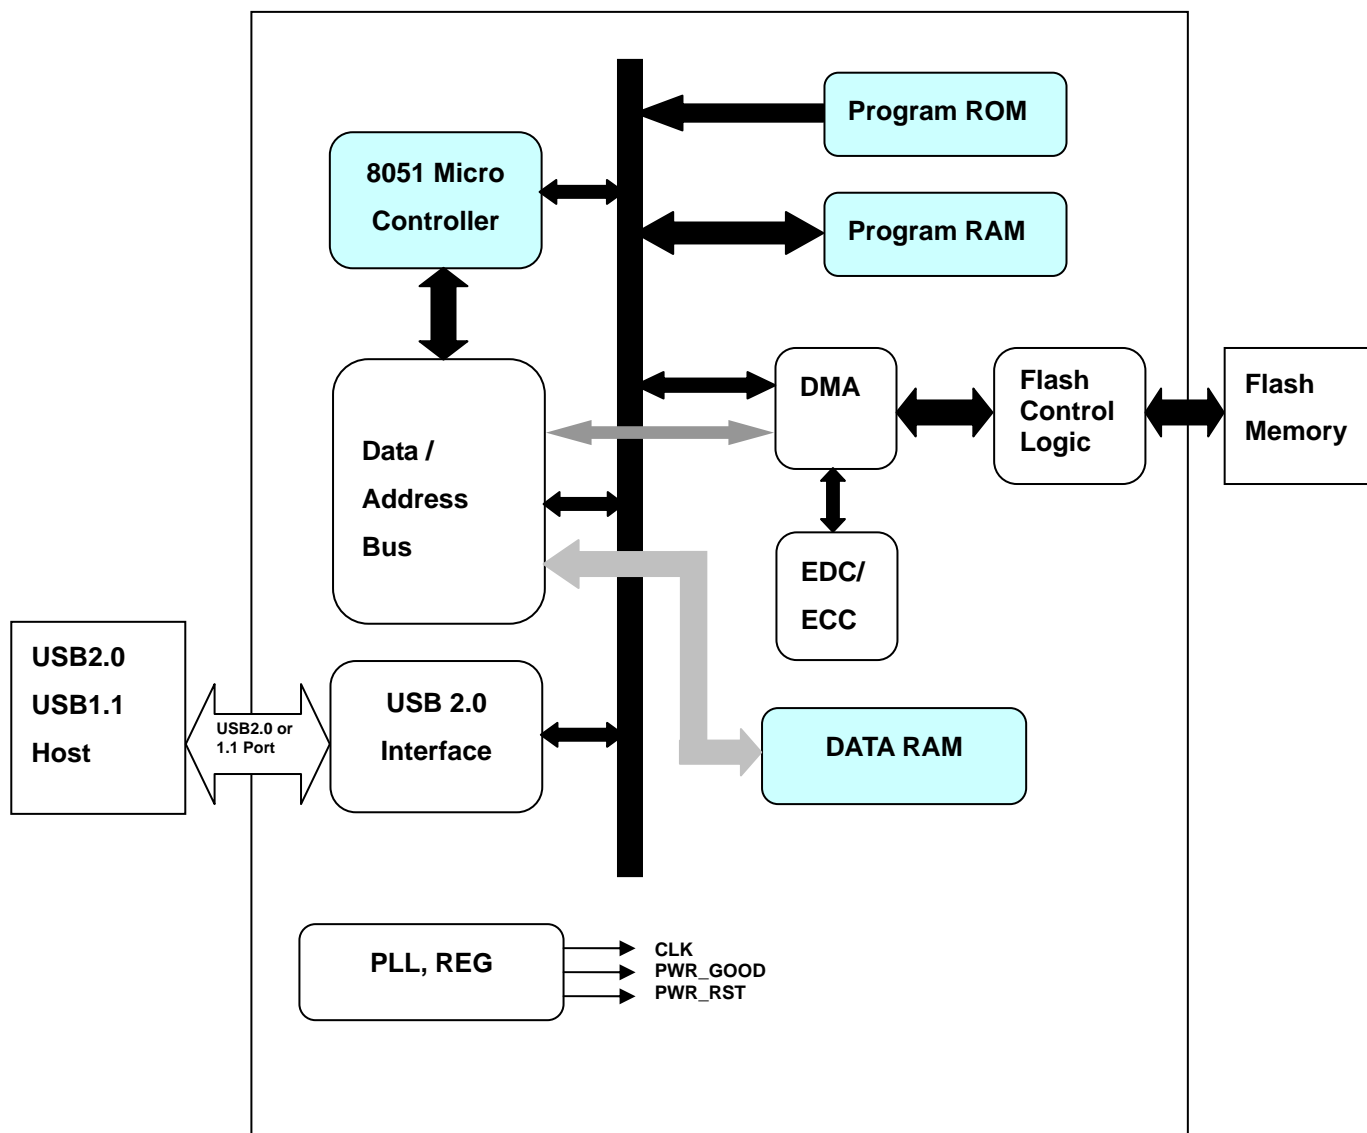 Program ROM
8051 Micro
Controller
Program RAM
DMA
Flash
Control
Logic
Flash
Memory
Data /
Address
Bus
EDC/
ECC
USB2.0
USB1.1
Host
USB2.0 or
1.1 Port
USB 2.0
Interface
DATA RAM
PLL, REG
CLK
PWR_GOOD
PWR_RST